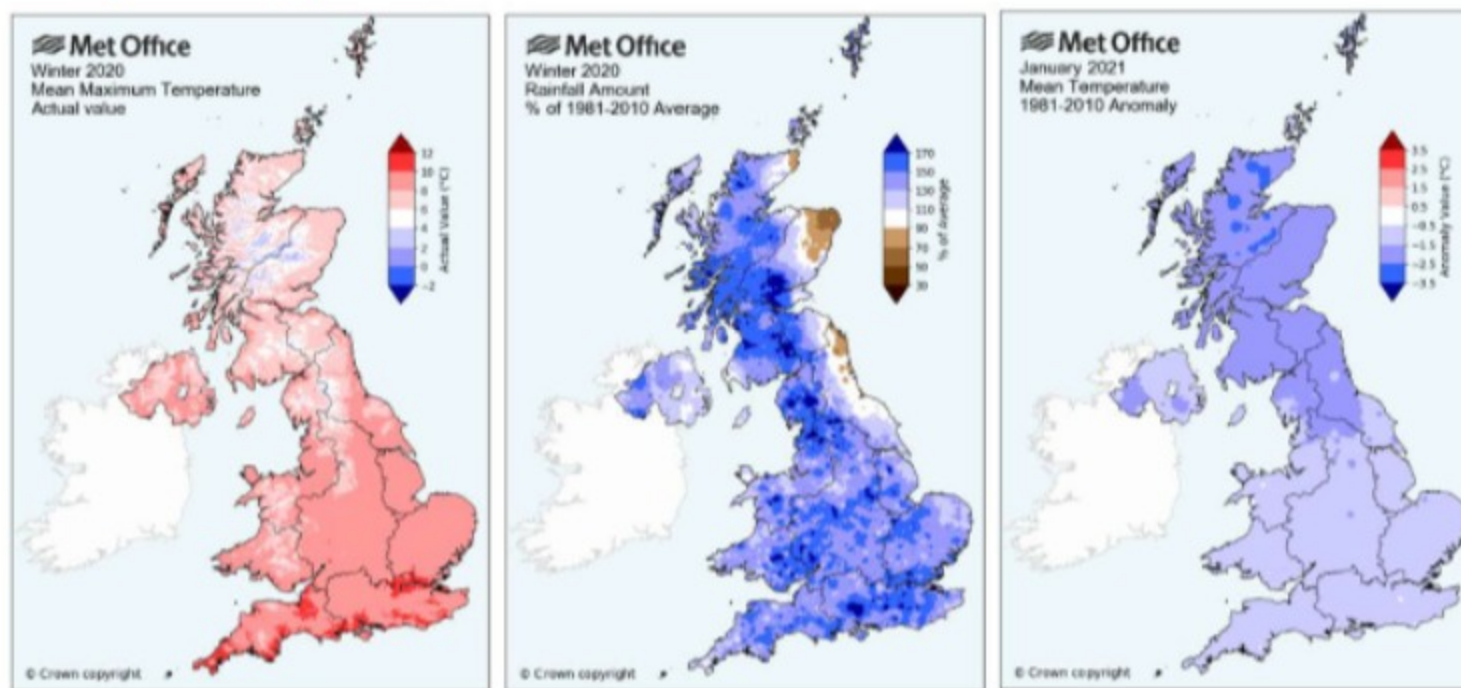 Met Office
Winter 2020
Mean Maximum Temperature
Actual value
12
10
8
6
4
2
0
−2
Actual Value (°C)
© Crown copyright
Met Office
Winter 2020
Rainfall Amount
% of 1981-2010 Average
170
150
130
110
90
70
50
30
% of Average
© Crown copyright
Met Office
January 2021
Mean Temperature
1981-2010 Anomaly
3.5
2.5
1.5
0.5
−0.5
−1.5
−2.5
−3.5
Anomaly Value (°C)
© Crown copyright